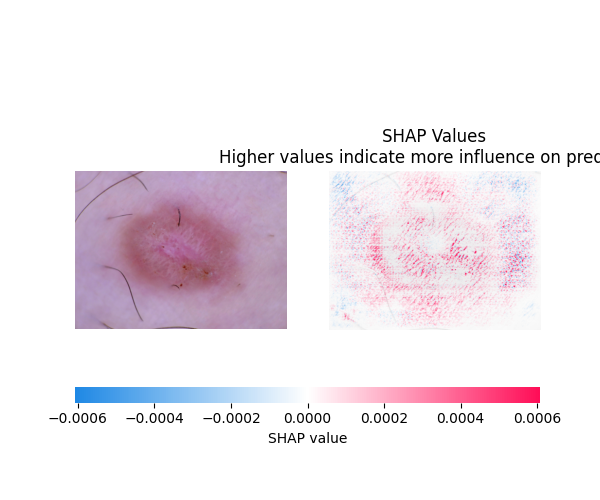 SHAP Values
Higher values indicate more influence on pred
−0.0006 −0.0004 −0.0002 0.0000 0.0002 0.0004 0.0006
SHAP value